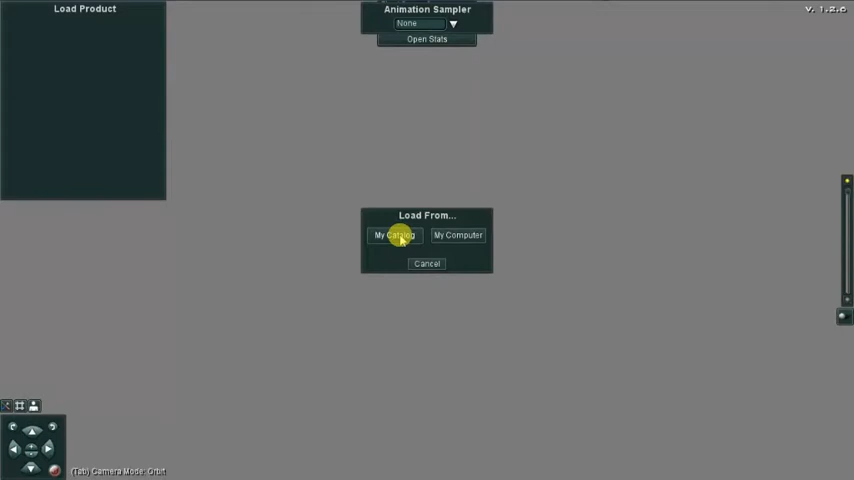 Load Product
Animation Sampler
V. 1.2.6
None
Open Stats
Load From...
My Catalog
My Computer
Cancel
(Tab) Camera Mode: Orbit